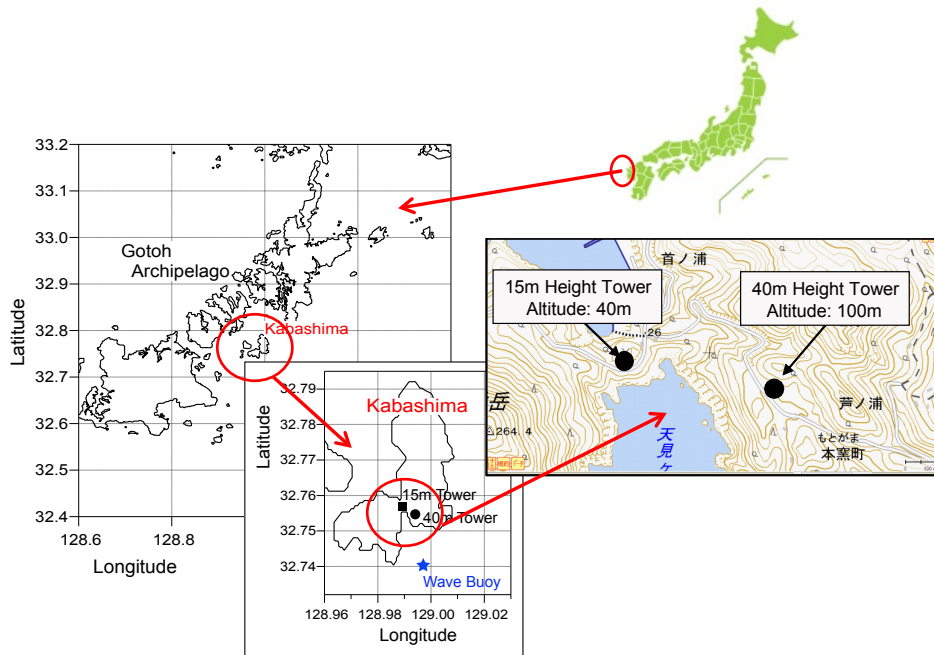 33.2
33.1
33.0
32.9
32.8
32.7
32.6
32.5
32.4
Latitude
128.6
128.8
Longitude
Gotoh
Archipelago
Kabashima
32.79
32.78
32.77
32.76
32.75
32.74
Latitude
128.96
128.98
129.00
129.02
Longitude
Kabashima
15m Tower
40m Tower
Wave Buoy
首ノ浦
15m Height Tower
Altitude: 40m
40m Height Tower
Altitude: 100m
26
岳
264.4
天見ヶ
芦ノ浦
もとがま
本窯町